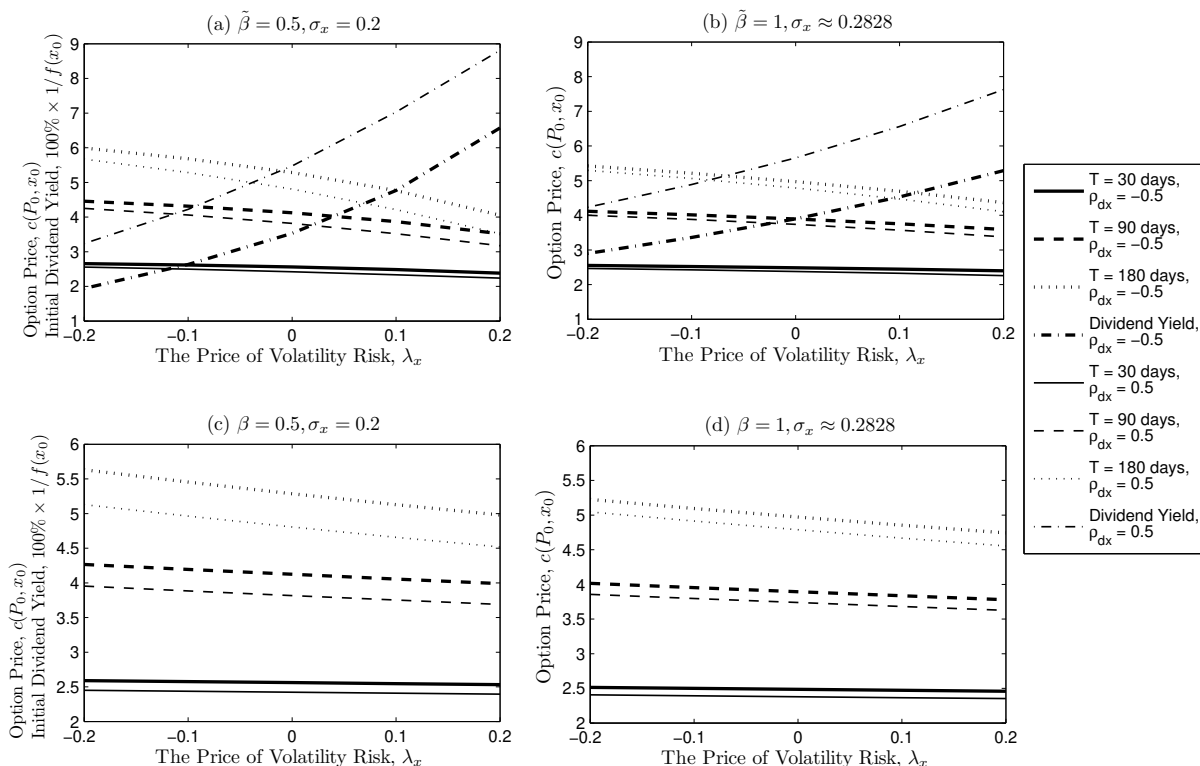 (a) β̃ = 0.5, σₓ = 0.2
Option Price, c(P₀, x₀)
Initial Dividend Yield, 100% × 1/f(x₀)
9
8
7
6
5
4
3
2
1
−0.2
−0.1
0
0.1
0.2
The Price of Volatility Risk, λₓ
(b) β̃ = 1, σₓ ≈ 0.2828
Option Price, c(P₀, x₀)
9
8
7
6
5
4
3
2
1
−0.2
−0.1
0
0.1
0.2
The Price of Volatility Risk, λₓ
T = 30 days,
ρdx = −0.5
T = 90 days,
ρdx = −0.5
T = 180 days,
ρdx = −0.5
Dividend Yield,
ρdx = −0.5
T = 30 days,
ρdx = 0.5
T = 90 days,
ρdx = 0.5
T = 180 days,
ρdx = 0.5
Dividend Yield,
ρdx = 0.5
(c) β = 0.5, σₓ = 0.2
Option Price, c(P₀, x₀)
Initial Dividend Yield, 100% × 1/f(x₀)
6
5.5
5
4.5
4
3.5
3
2.5
2
−0.2
−0.1
0
0.1
0.2
The Price of Volatility Risk, λₓ
(d) β = 1, σₓ ≈ 0.2828
Option Price, c(P₀, x₀)
6
5.5
5
4.5
4
3.5
3
2.5
2
−0.2
−0.1
0
0.1
0.2
The Price of Volatility Risk, λₓ